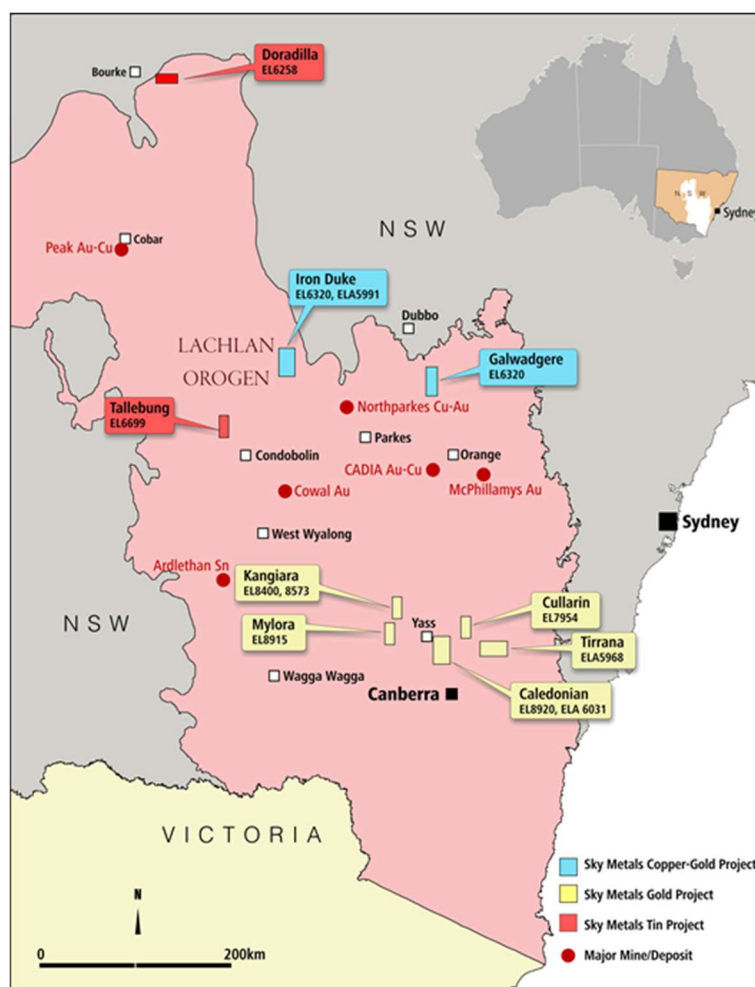 Doradilla
EL6258
Bourke
N S W
Sydney
NSW
Peak Au-Cu
Cobar
Iron Duke
EL6320, ELA5991
Dubbo
LACHLAN
OROGEN
Galwadgere
EL6320
Tallebung
EL6699
Northparkes Cu-Au
Parkes
Condobolin
Orange
CADIA Au-Cu
McPhillamys Au
Cowal Au
Sydney
West Wyalong
Ardlethan Sn
Kangiara
EL8400, 8573
Cullarin
EL7954
Mylora
EL8915
Yass
NSW
Tirrana
ELA5968
Wagga Wagga
Canberra
Caledonian
EL8920, ELA 6031
VICTORIA
Sky Metals Copper-Gold Project
Sky Metals Gold Project
Sky Metals Tin Project
Major Mine/Deposit
N
0 200km